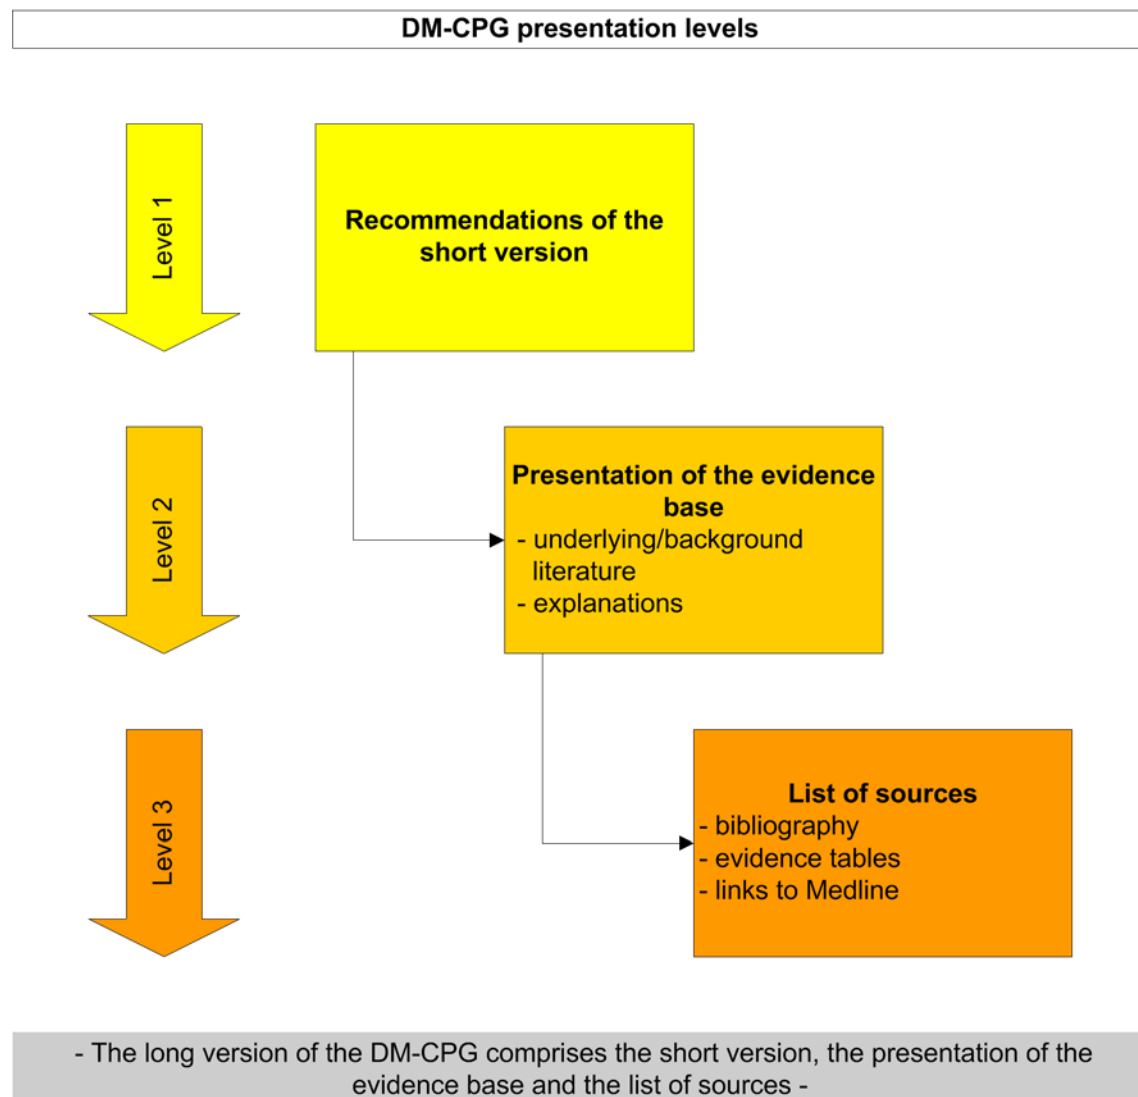 DM-CPG presentation levels
Level 1
Recommendations of the
short version
Level 2
Presentation of the evidence
base
- underlying/background
literature
- explanations
Level 3
List of sources
- bibliography
- evidence tables
- links to Medline
- The long version of the DM-CPG comprises the short version, the presentation of the
evidence base and the list of sources -